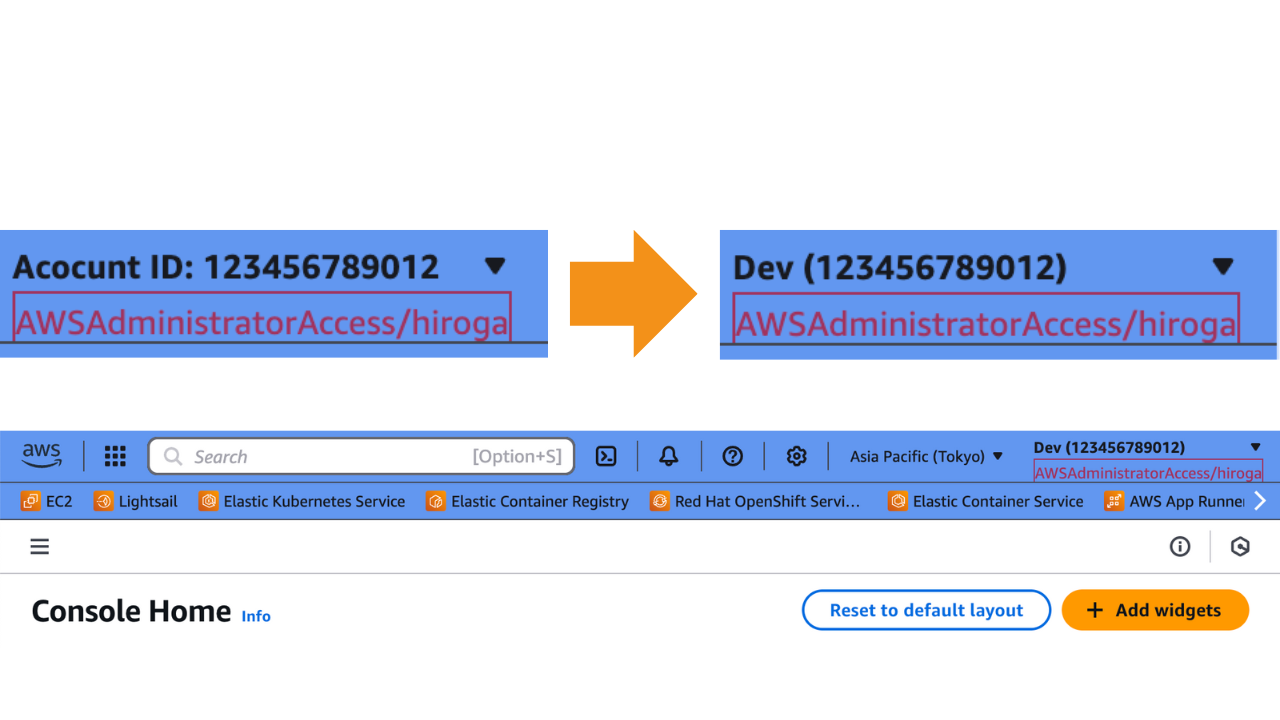 Acocunt ID: 123456789012
AWSAdministratorAccess/hiroga
Dev (123456789012)
AWSAdministratorAccess/hiroga
aws
Search
[Option+S]
Asia Pacific (Tokyo)
Dev (123456789012)
AWSAdministratorAccess/hiroga
EC2
Lightsail
Elastic Kubernetes Service
Elastic Container Registry
Red Hat OpenShift Servi...
Elastic Container Service
AWS App Runner
Console Home
Info
Reset to default layout
Add widgets